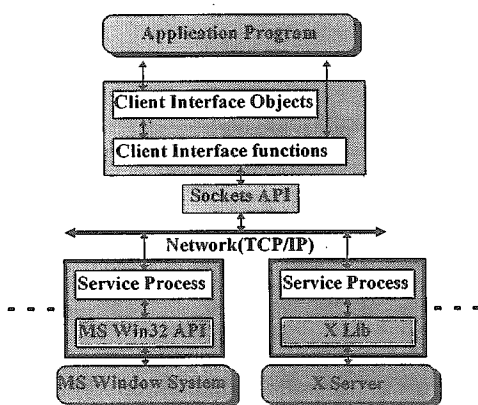 Application Program
Client Interface Objects
Client Interface functions
Sockets API
Network(TCP/IP)
Service Process
Service Process
MS Win32 API
X Lib
MS Window System
X Server